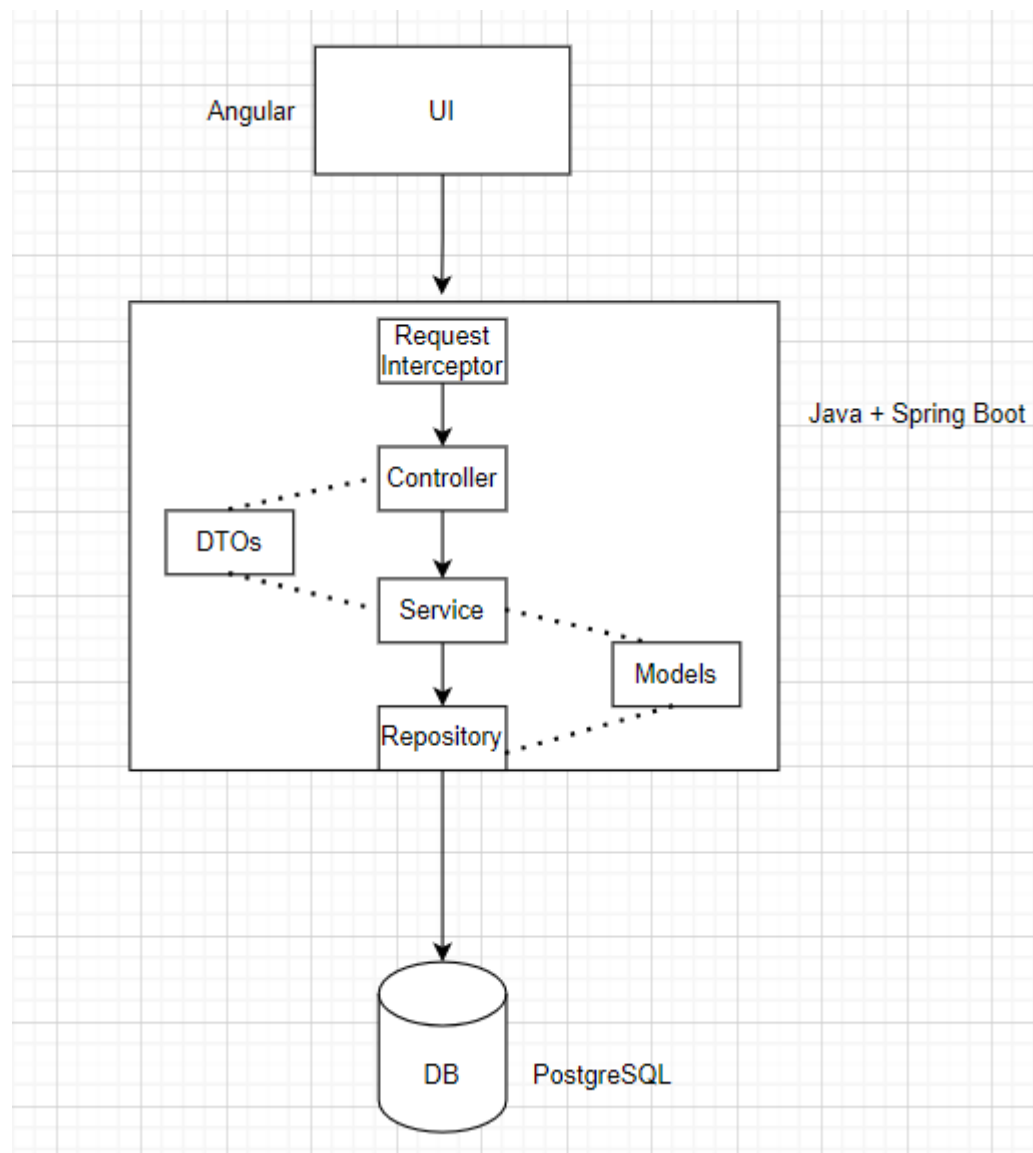 Angular
UI
Request
Interceptor
Java + Spring Boot
Controller
DTOs
Service
Models
Repository
DB
PostgreSQL